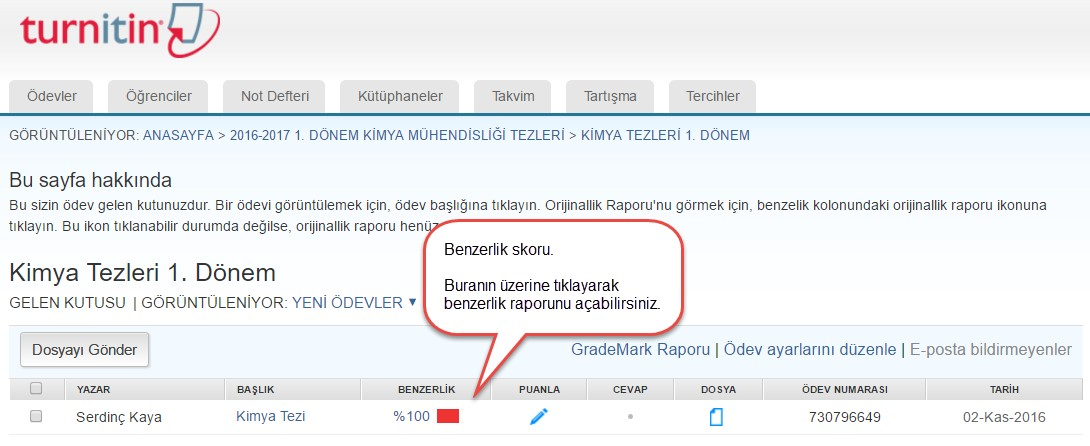 turnitin
Ödevler Öğrenciler Not Defteri Kütüphaneler Takvim Tartışma Tercihler
GÖRÜNTÜLENİYOR: ANASAYFA > 2016-2017 1. DÖNEM KİMYA MÜHENDİSLİĞİ TEZLERİ > KİMYA TEZLERİ 1. DÖNEM
Bu sayfa hakkında
Bu sizin ödev gelen kutunuzdur. Bir ödevi görüntülemek için, ödev başlığına tıklayın. Orijinallik Raporu'nu görmek için, benzelik kolonundaki orijinallik raporu ikonuna
tıklayın. Bu ikon tıklanabilir durumda değilse, orijinallik raporu henüz
Benzerlik skoru.
Buranın üzerine tıklayarak
benzerlik raporunu açabilirsiniz.
Kimya Tezleri 1. Dönem
GELEN KUTUSU | GÖRÜNTÜLENİYOR: YENİ ÖDEVLER ▼
Dosyayı Gönder
GradeMark Raporu | Ödev ayarlarını düzenle | E-posta bildirmeyenler
YAZAR BAŞLIK BENZERLİK PUANLA CEVAP DOSYA ÖDEV NUMARASI TARİH
Serdinç Kaya Kimya Tezi %100 730796649 02-Kas-2016